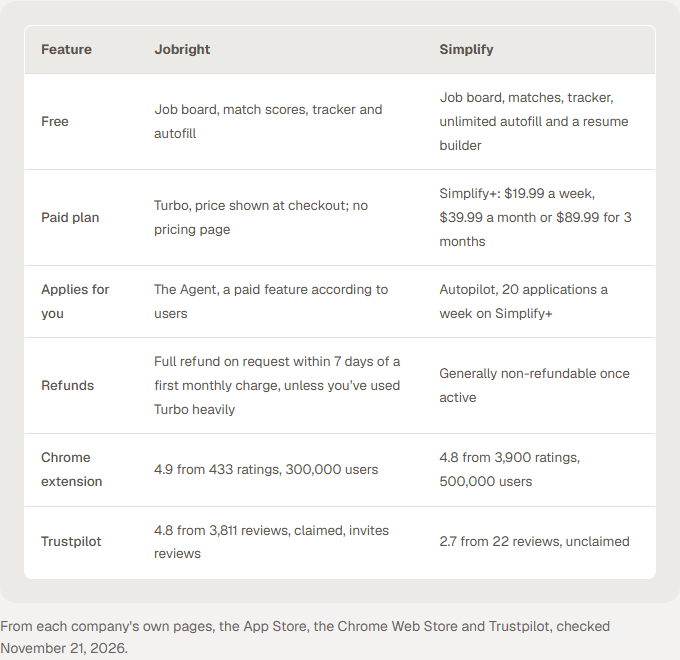 Feature Jobright Simplify
Free
Job board, match scores, tracker and
autofill
Job board, matches, tracker,
unlimited autofill and a resume
builder
Paid plan
Turbo, price shown at checkout; no
pricing page
Simplify+: $19.99 a week,
$39.99 a month or $89.99 for 3
months
Applies for
you
The Agent, a paid feature according to
users
Autopilot, 20 applications a
week on Simplify+
Refunds
Full refund on request within 7 days of a
first monthly charge, unless you’ve used
Turbo heavily
Generally non-refundable once
active
Chrome
extension
4.9 from 433 ratings, 300,000 users
4.8 from 3,900 ratings,
500,000 users
Trustpilot
4.8 from 3,811 reviews, claimed, invites
reviews
2.7 from 22 reviews, unclaimed
From each company's own pages, the App Store, the Chrome Web Store and Trustpilot, checked
November 21, 2026.